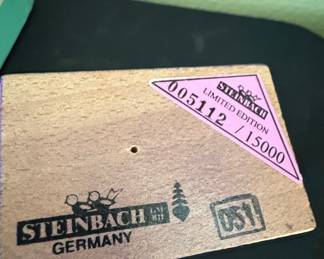 STEINBACH
LIMITED EDITION
005112 / 15000
STEINBACH
GERMANY
051